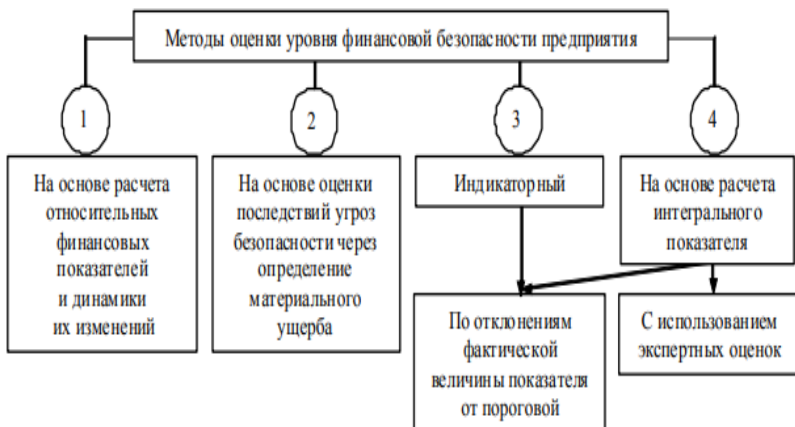 Методы оценки уровня финансовой безопасности предприятия
1
2
3
4
На основе расчета
относительных
финансовых
показателей
и динамики
их изменений
На основе оценки
последствий угроз
безопасности через
определение
материального
ущерба
Индикаторный
На основе расчета
интегрального
показателя
По отклонениям
фактической
величины показателя
от пороговой
С использованием
экспертных оценок